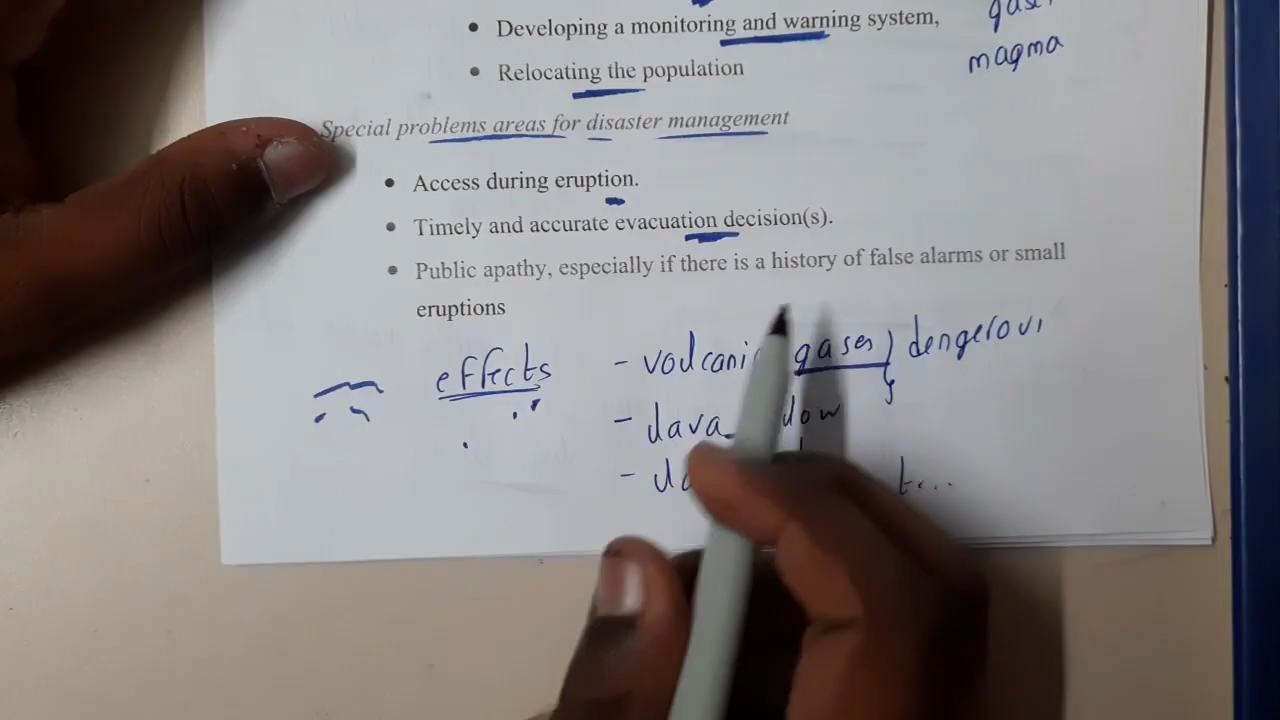 • Developing a monitoring and warning system,
• Relocating the population
magma
Special problems areas for disaster management
• Access during eruption.
• Timely and accurate evacuation decision(s).
• Public apathy, especially if there is a history of false alarms or small
eruptions
effects
- gases) dengerous
- lava
-